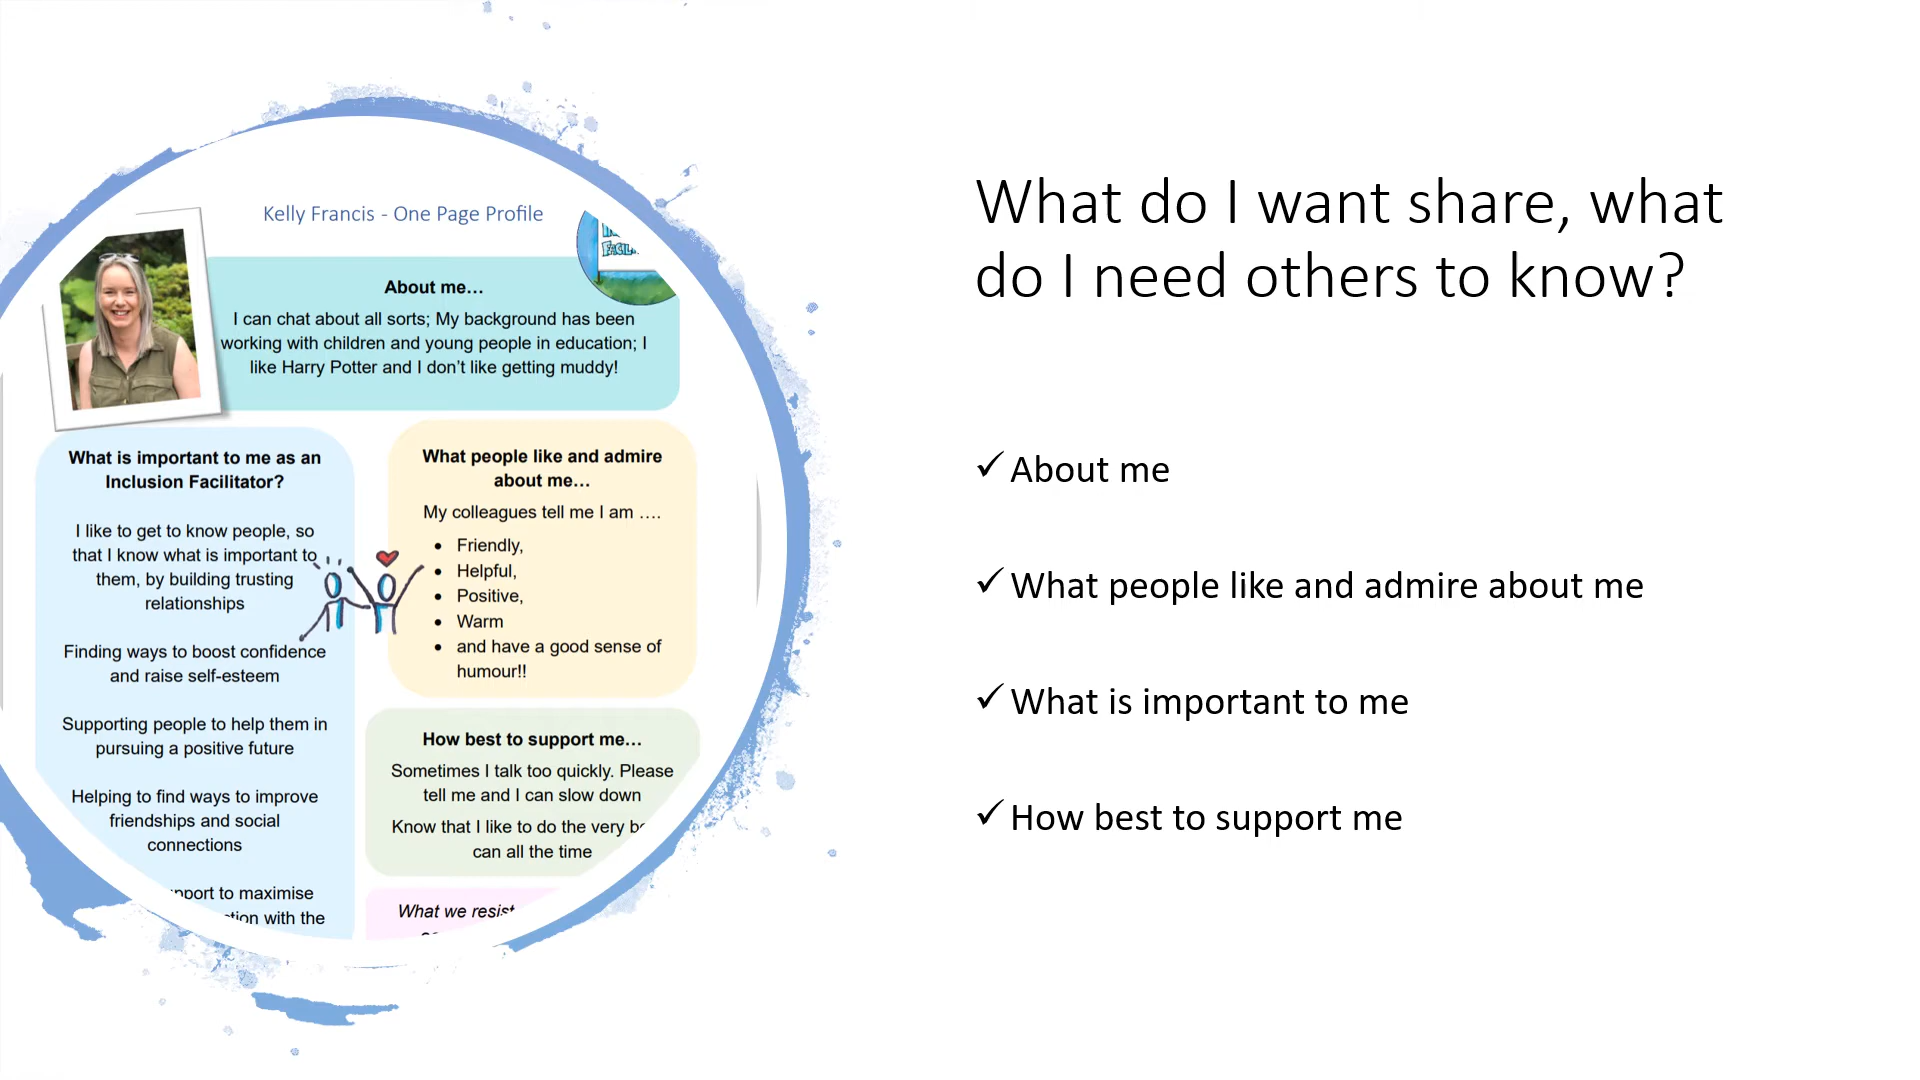 Kelly Francis - One Page Profile
About me…
I can chat about all sorts; My background has been
working with children and young people in education; I
like Harry Potter and I don't like getting muddy!
What is important to me as an
Inclusion Facilitator?
I like to get to know people, so
that I know what is important to
them, by building trusting
relationships
Finding ways to boost confidence
and raise self-esteem
Supporting people to help them in
pursuing a positive future
Helping to find ways to improve
friendships and social
connections
to maximise
with the
What people like and admire
about me…
My colleagues tell me I am ….
• Friendly,
• Helpful,
• Positive,
• Warm
• and have a good sense of
humour!!
How best to support me…
Sometimes I talk too quickly. Please
tell me and I can slow down
Know that I like to do the very
can all the time
What we resist
What do I want share, what
do I need others to know?
✓ About me
✓ What people like and admire about me
✓ What is important to me
✓ How best to support me